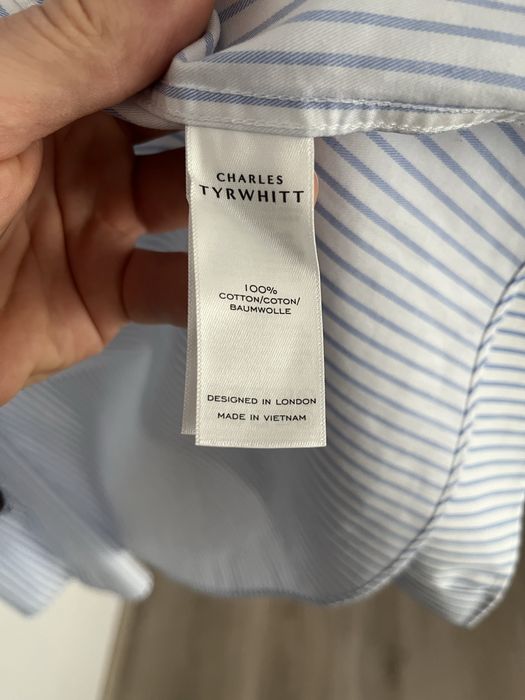 CHARLES
TYRWHITT
100%
COTTON/COTON/
BAUMWOLLE
DESIGNED IN LONDON
MADE IN VIETNAM